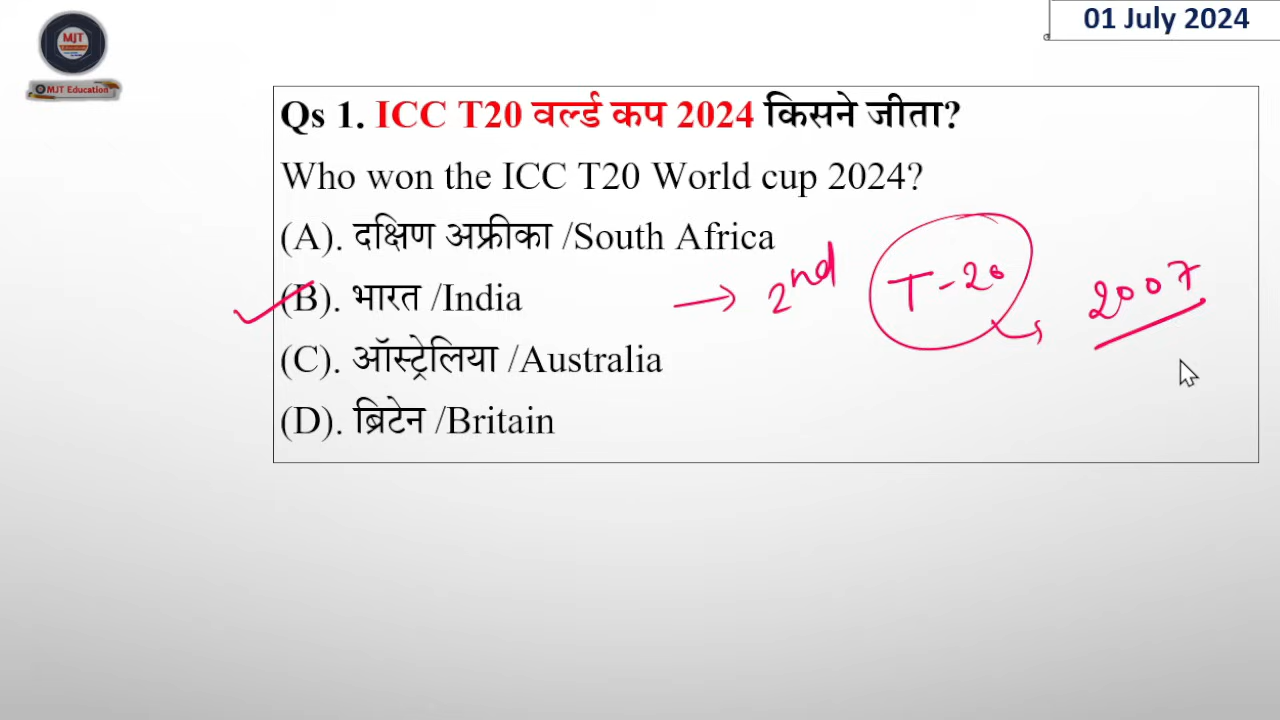 01 July 2024
MJT
MJT Education
Qs 1. ICC T20 वर्ल्ड कप 2024 किसने जीता?
Who won the ICC T20 World cup 2024?
(A). दक्षिण अफ्रीका /South Africa
(B). भारत /India → 2nd T-20 2007
(C). ऑस्ट्रेलिया /Australia
(D). ब्रिटेन /Britain